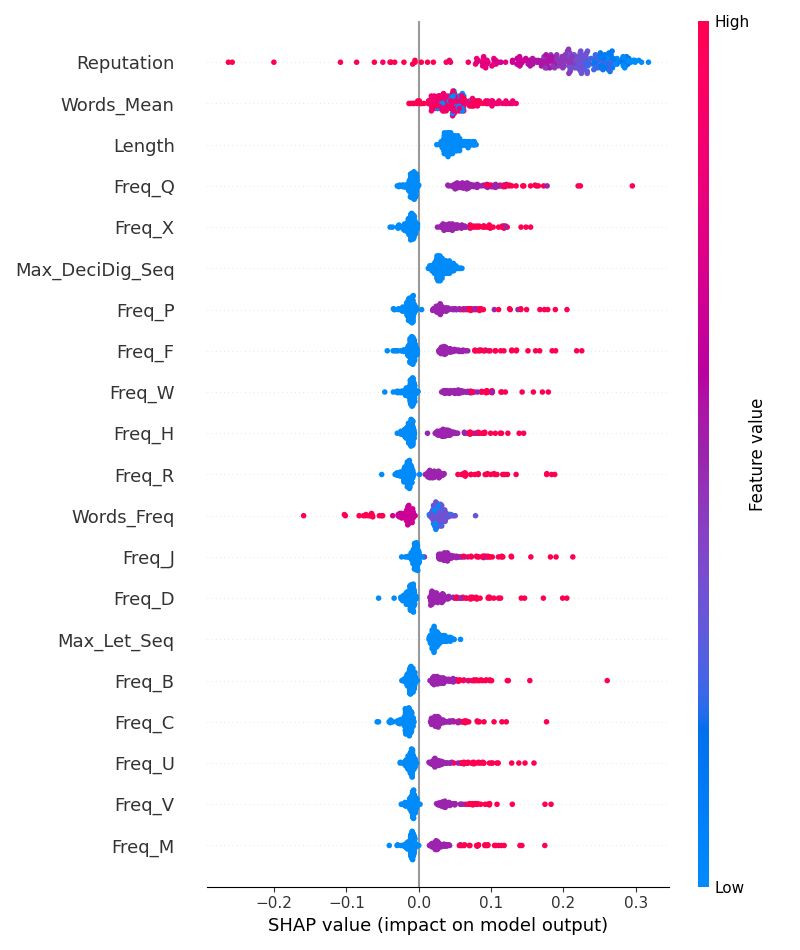 High
Reputation
Words_Mean
Length
Freq_Q
Freq_X
Max_DeciDig_Seq
Freq_P
Freq_F
Freq_W
Freq_H
Freq_R
Words_Freq
Freq_J
Freq_D
Max_Let_Seq
Freq_B
Freq_C
Freq_U
Freq_V
Freq_M
Feature value
Low
−0.2 −0.1 0.0 0.1 0.2 0.3
SHAP value (impact on model output)